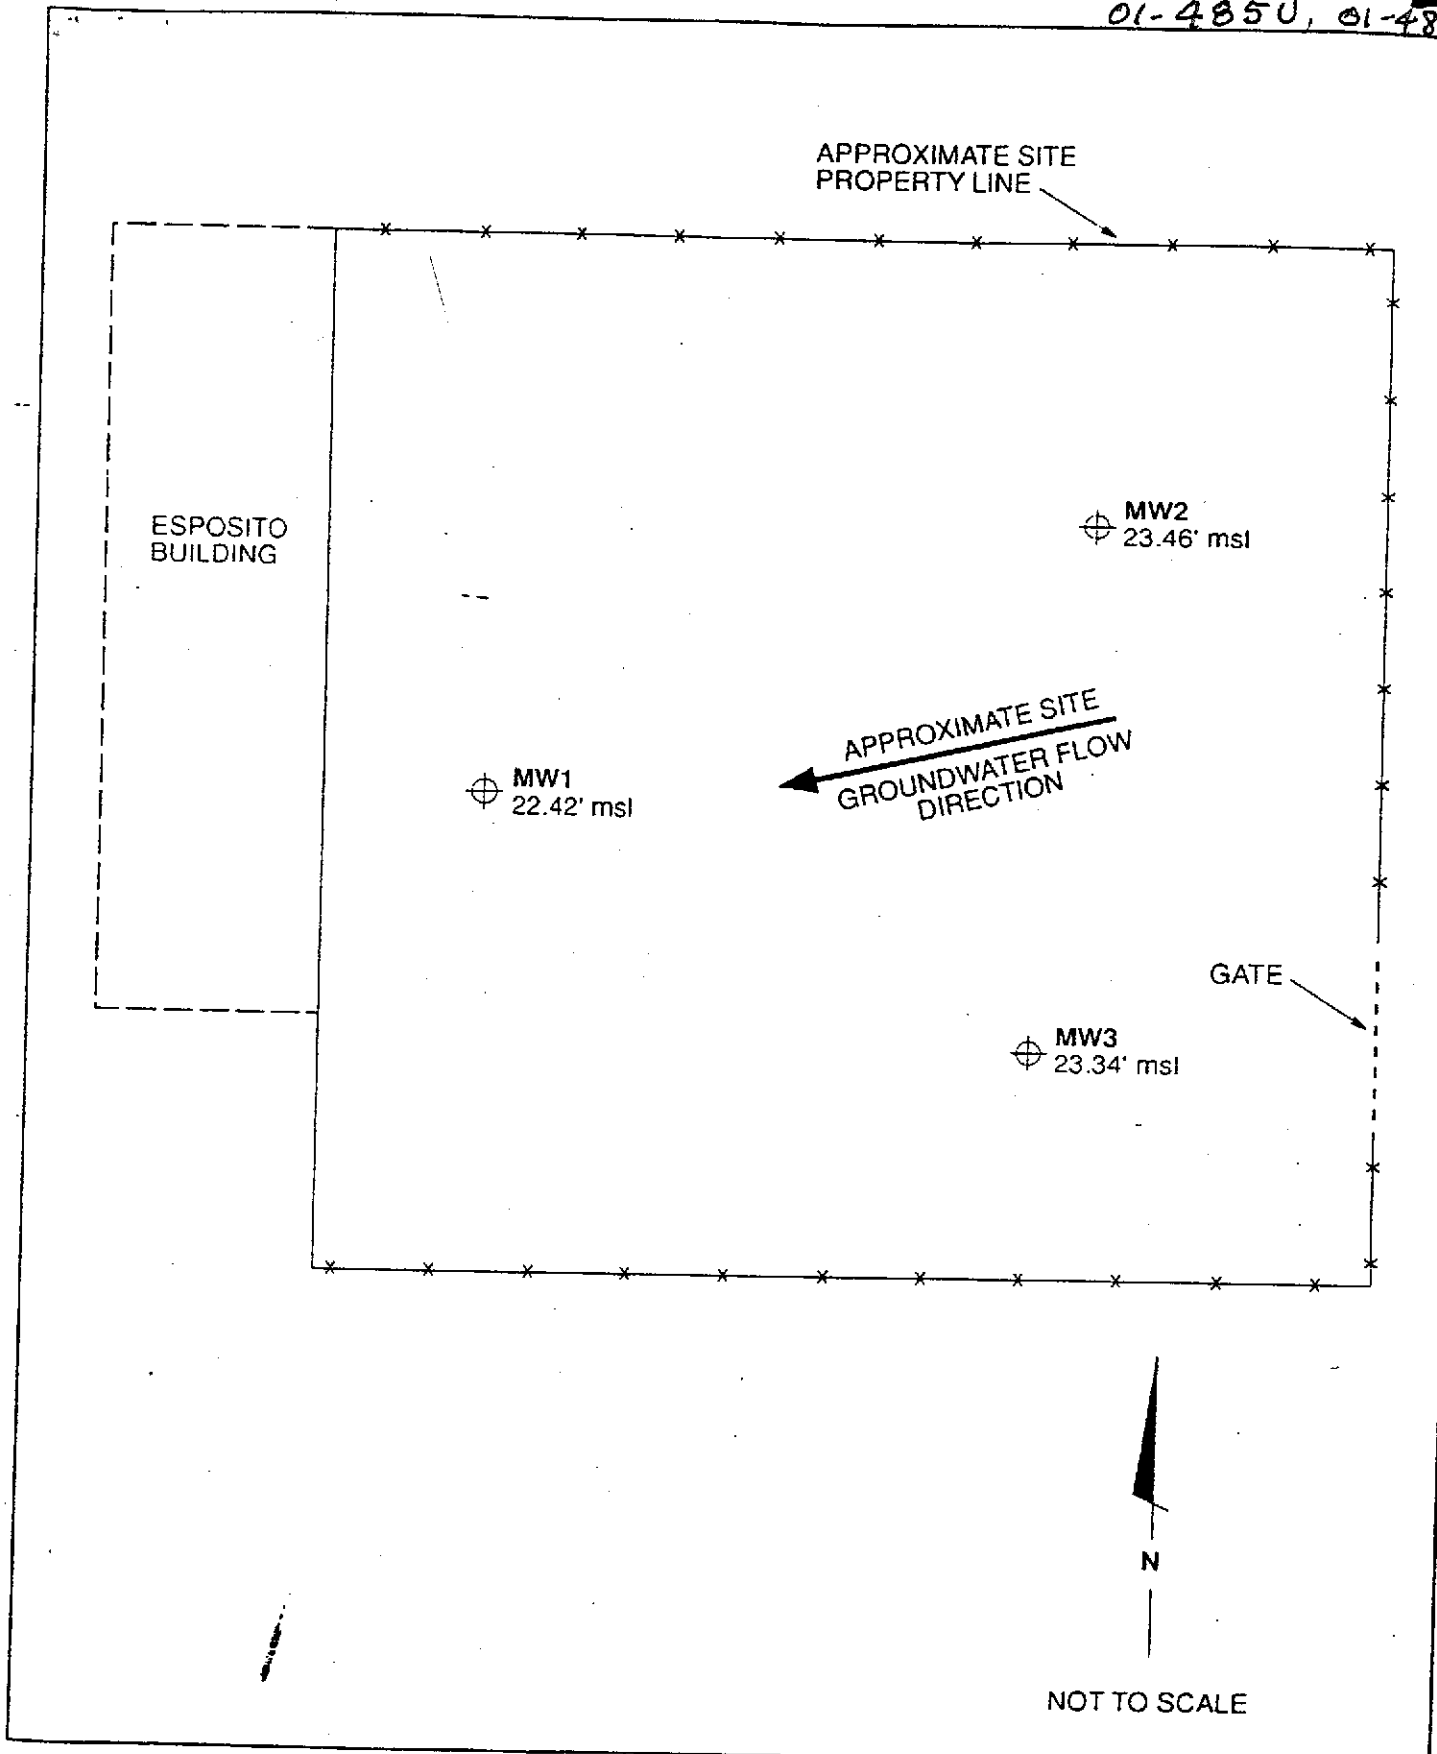 01-485U, 01-48
APPROXIMATE SITE
PROPERTY LINE
ESPOSITO
BUILDING
MW2
23.46' msl
APPROXIMATE SITE
GROUNDWATER FLOW
DIRECTION
MW1
22.42' msl
GATE
MW3
23.34' msl
N
NOT TO SCALE